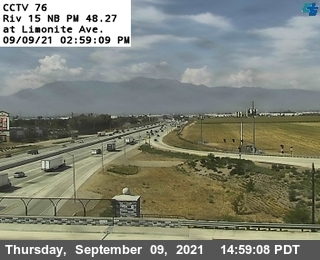 CCTV 76
Riv 15 NB PM 48.27
at Limonite Ave.
09/09/21 02:59:09 PM
Thursday, September 09, 2021 14:59:08 PDT